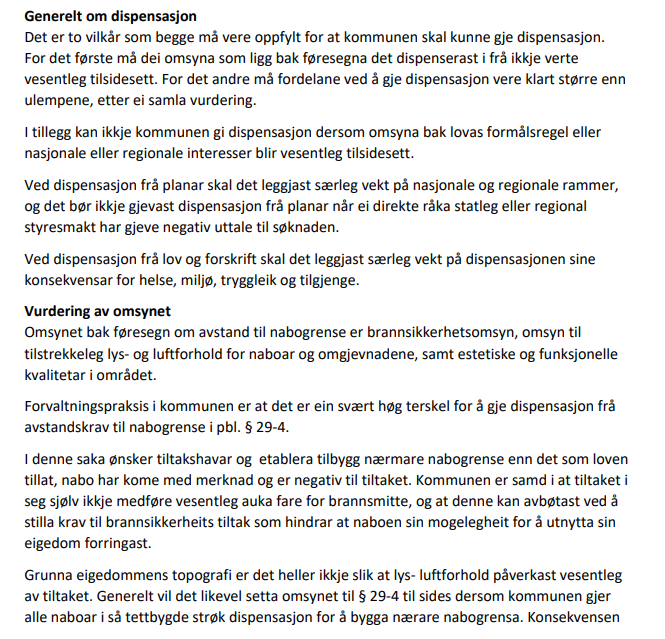 Generelt om dispensasjon
Det er to vilkår som begge må vere oppfylt for at kommunen skal kunne gje dispensasjon.
For det første må dei omsyna som ligg bak føresegna det dispenserast i frå ikkje verte
vesentleg tilsidesett. For det andre må fordelane ved å gje dispensasjon vere klart større enn
ulempene, etter ei samla vurdering.
I tillegg kan ikkje kommunen gi dispensasjon dersom omsyna bak lovas formålsregel eller
nasjonale eller regionale interesser blir vesentleg tilsidesett.
Ved dispensasjon frå planar skal det leggjast særleg vekt på nasjonale og regionale rammer,
og det bør ikkje gjevast dispensasjon frå planar når ei direkte råka statleg eller regional
styresmakt har gjeve negativ uttale til søknaden.
Ved dispensasjon frå lov og forskrift skal det leggjast særleg vekt på dispensasjonen sine
konsekvensar for helse, miljø, tryggleik og tilgjenge.
Vurdering av omsynet
Omsynet bak føresegn om avstand til nabogrense er brannsikkerhetsomsyn, omsyn til
tilstrekkeleg lys- og luftforhold for naboar og omgjevnadene, samt estetiske og funksjonelle
kvalitetar i området.
Forvaltningspraksis i kommunen er at det er ein svært høg terskel for å gje dispensasjon frå
avstandskrav til nabogrense i pbl. § 29-4.
I denne saka ønsker tiltakshavar og etablera tilbygg nærmare nabogrense enn det som loven
tillat, nabo har kome med merknad og er negativ til tiltaket. Kommunen er samd i at tiltaket i
seg sjølv ikkje medføre vesentleg auka fare for brannsmitte, og at denne kan avbøtast ved å
stilla krav til brannsikkerheits tiltak som hindrar at naboen sin mogelegheit for å utnytta sin
eigedom forringast.
Grunna eigedommens topografi er det heller ikkje slik at lys- luftforhold påverkast vesentleg
av tiltaket. Generelt vil det likevel setta omsynet til § 29-4 til sides dersom kommunen gjer
alle naboar i så tettbygde strøk dispensasjon for å bygga nærare nabogrensa. Konsekvensen